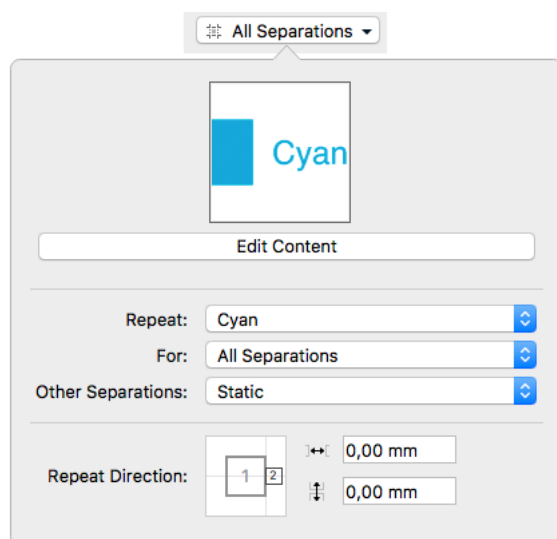 All Separations
Cyan
Edit Content
Repeat: Cyan
For: All Separations
Other Separations: Static
Repeat Direction: 1 2 0,00 mm
0,00 mm